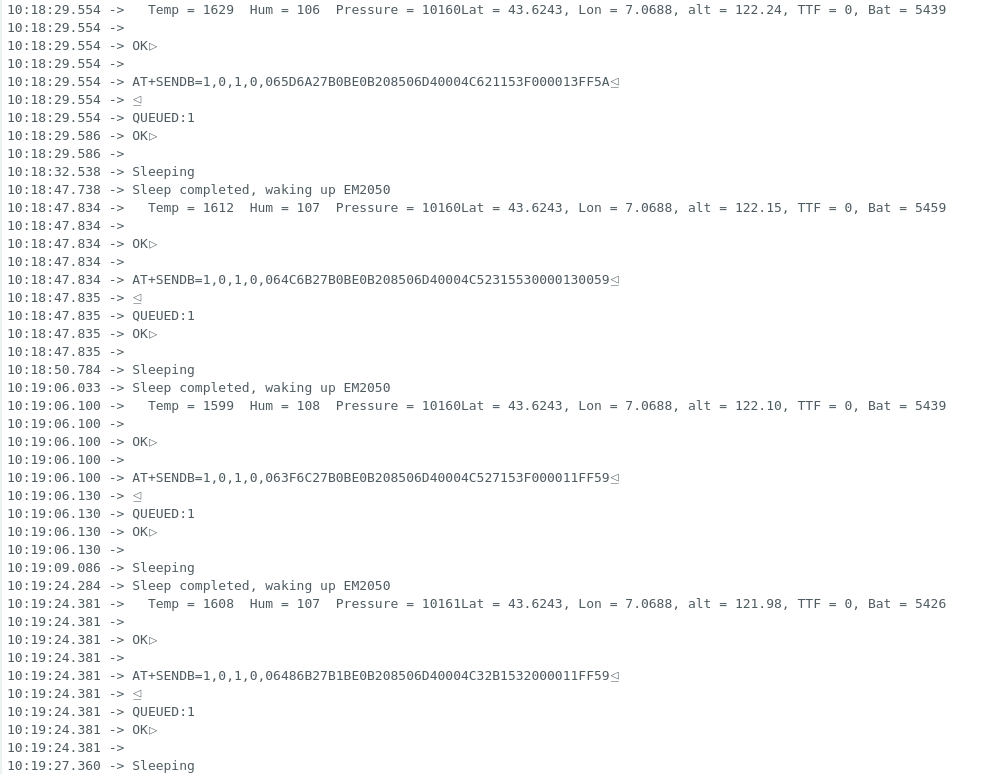 10:18:29.554 ->   Temp = 1629  Hum = 106  Pressure = 10160Lat = 43.6243, Lon = 7.0688, alt = 122.24, TTF = 0, Bat = 5439
10:18:29.554 ->
10:18:29.554 -> OK▷
10:18:29.554 ->
10:18:29.554 -> AT+SENDB=1,0,1,0,065D6A27B0BE0B208506D40004C621153F000013FF5A⊴
10:18:29.554 -> ⊴
10:18:29.554 -> QUEUED:1
10:18:29.586 -> OK▷
10:18:29.586 ->
10:18:32.538 -> Sleeping
10:18:47.738 -> Sleep completed, waking up EM2050
10:18:47.834 ->   Temp = 1612  Hum = 107  Pressure = 10160Lat = 43.6243, Lon = 7.0688, alt = 122.15, TTF = 0, Bat = 5459
10:18:47.834 ->
10:18:47.834 -> OK▷
10:18:47.834 ->
10:18:47.834 -> AT+SENDB=1,0,1,0,064C6B27B0BE0B208506D40004C52315530000130059⊴
10:18:47.835 -> ⊴
10:18:47.835 -> QUEUED:1
10:18:47.835 -> OK▷
10:18:47.835 ->
10:18:50.784 -> Sleeping
10:19:06.033 -> Sleep completed, waking up EM2050
10:19:06.100 ->   Temp = 1599  Hum = 108  Pressure = 10160Lat = 43.6243, Lon = 7.0688, alt = 122.10, TTF = 0, Bat = 5439
10:19:06.100 ->
10:19:06.100 -> OK▷
10:19:06.100 ->
10:19:06.100 -> AT+SENDB=1,0,1,0,063F6C27B0BE0B208506D40004C527153F000011FF59⊴
10:19:06.130 -> ⊴
10:19:06.130 -> QUEUED:1
10:19:06.130 -> OK▷
10:19:06.130 ->
10:19:09.086 -> Sleeping
10:19:24.284 -> Sleep completed, waking up EM2050
10:19:24.381 ->   Temp = 1608  Hum = 107  Pressure = 10161Lat = 43.6243, Lon = 7.0688, alt = 121.98, TTF = 0, Bat = 5426
10:19:24.381 ->
10:19:24.381 -> OK▷
10:19:24.381 ->
10:19:24.381 -> AT+SENDB=1,0,1,0,06486B27B1BE0B208506D40004C32B1532000011FF59⊴
10:19:24.381 -> ⊴
10:19:24.381 -> QUEUED:1
10:19:24.381 -> OK▷
10:19:24.381 ->
10:19:27.360 -> Sleeping